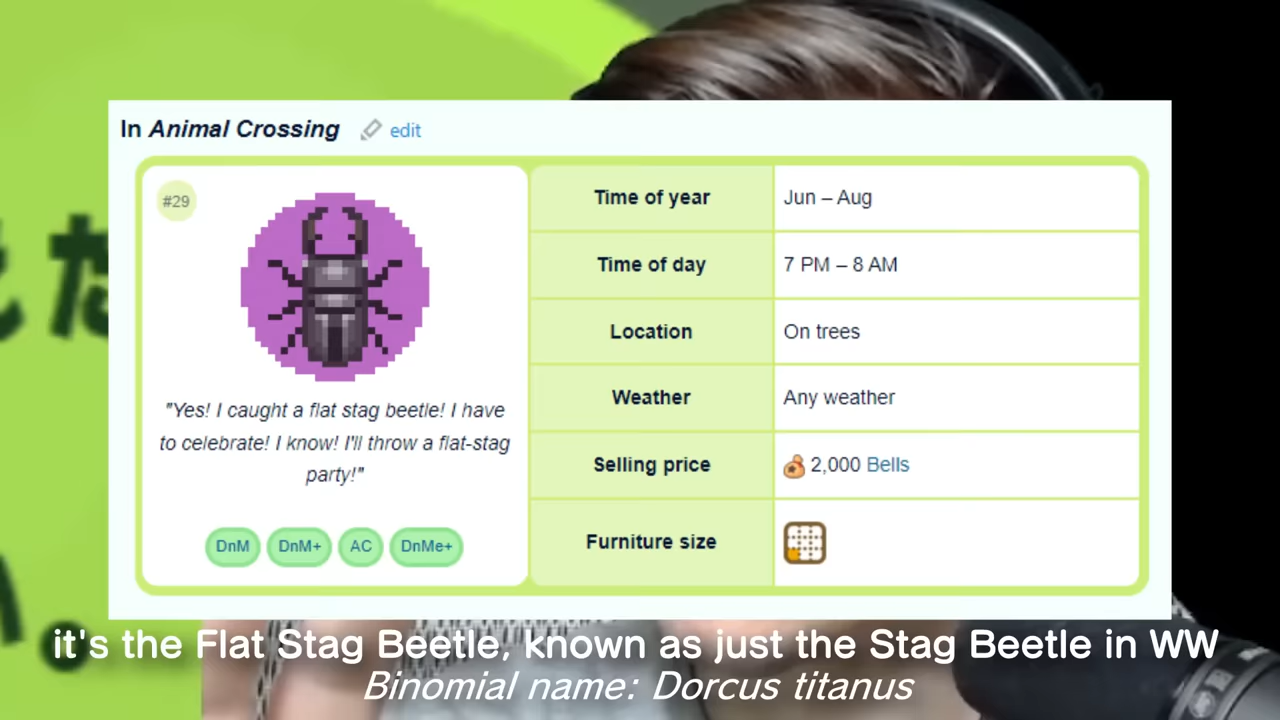 In Animal Crossing edit
#29
"Yes! I caught a flat stag beetle! I have
to celebrate! I know! I'll throw a flat-stag
party!"
DnM DnM+ AC DnMe+
Time of year Jun – Aug
Time of day 7 PM – 8 AM
Location On trees
Weather Any weather
Selling price 2,000 Bells
Furniture size
it's the Flat Stag Beetle, known as just the Stag Beetle in WW
Binomial name: Dorcus titanus